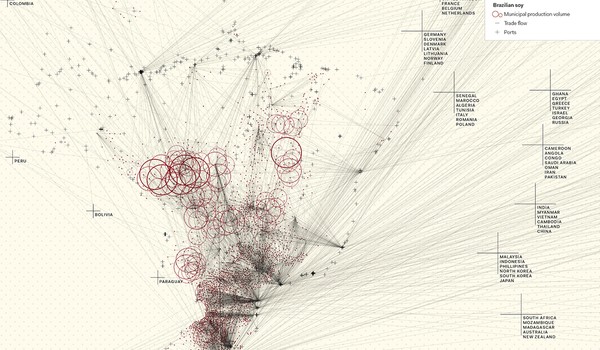 COLOMBIA
FRANCE
BELGIUM
NETHERLANDS
Brazilian soy
Municipal production volume
Trade flow
Ports
GERMANY
SLOVENIA
DENMARK
LATVIA
LITHUANIA
NORWAY
FINLAND
SENEGAL
MAROCCO
ALGERIA
TUNISIA
ITALY
ROMANIA
POLAND
GHANA
EGYPT
GREECE
TURKEY
ISRAEL
GEORGIA
RUSSIA
PERU
CAMEROON
ANGOLA
CONGO
SAUDI ARABIA
OMAN
IRAN
PAKISTAN
BOLIVIA
INDIA
MYANMAR
VIETNAM
CAMBODIA
THAILAND
CHINA
MALAYSIA
INDONESIA
PHILLIPINES
NORTH KOREA
SOUTH KOREA
JAPAN
PARAGUAY
SOUTH AFRICA
MOZAMBIQUE
MADAGASCAR
AUSTRALIA
NEW ZEALAND